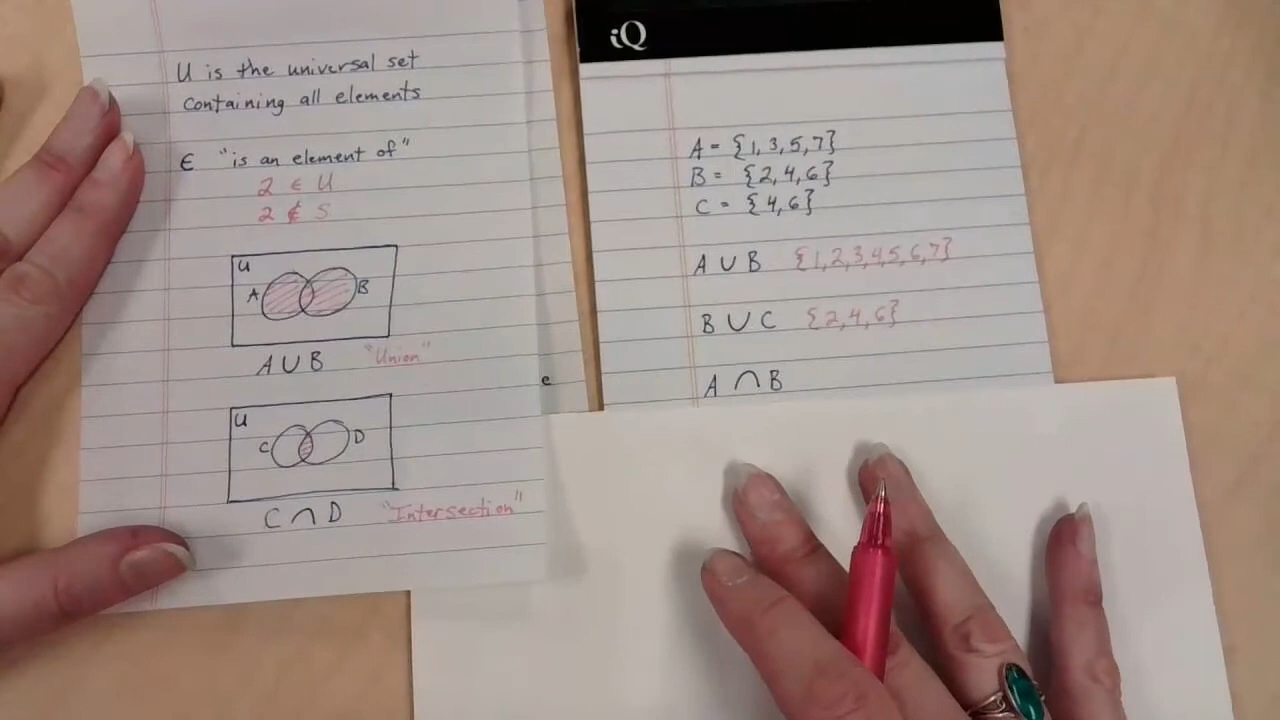 U is the universal set
containing all elements
∈ "is an element of"
2 ∈ U
2 ∉ S
U
A B
A ∪ B "Union"
U
C D
C ∩ D "Intersection"
e
iQ
A = {1, 3, 5, 7}
B = {2, 4, 6}
C = {4, 6}
A ∪ B {1, 2, 3, 4, 5, 6, 7}
B ∪ C {2, 4, 6}
A ∩ B